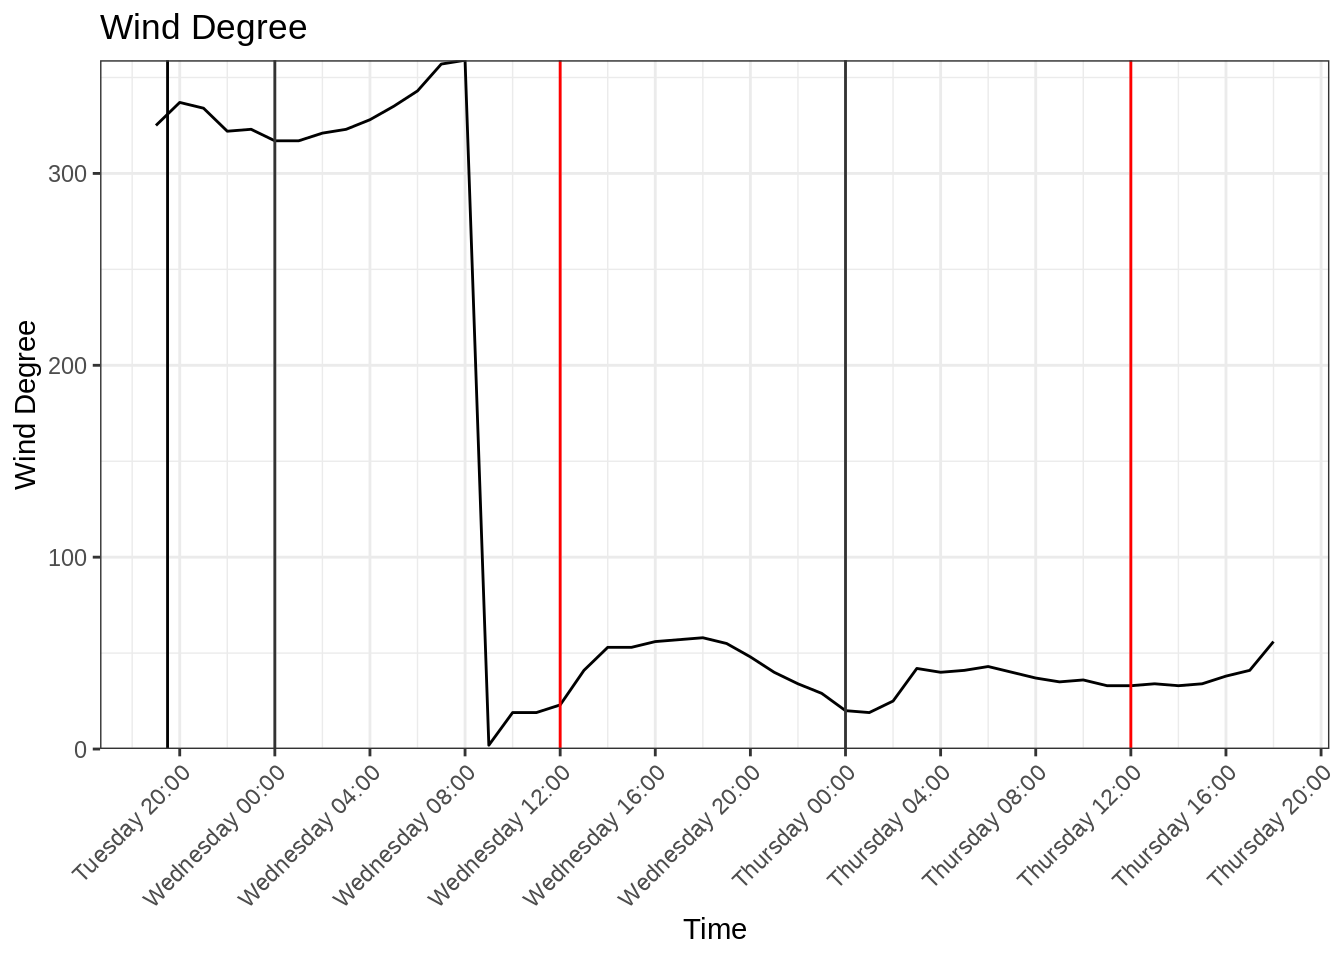 Wind Degree
Wind Degree
300
200
100
0
Tuesday 20:00
Wednesday 00:00
Wednesday 04:00
Wednesday 08:00
Wednesday 12:00
Wednesday 16:00
Wednesday 20:00
Thursday 00:00
Thursday 04:00
Thursday 08:00
Thursday 12:00
Thursday 16:00
Thursday 20:00
Time